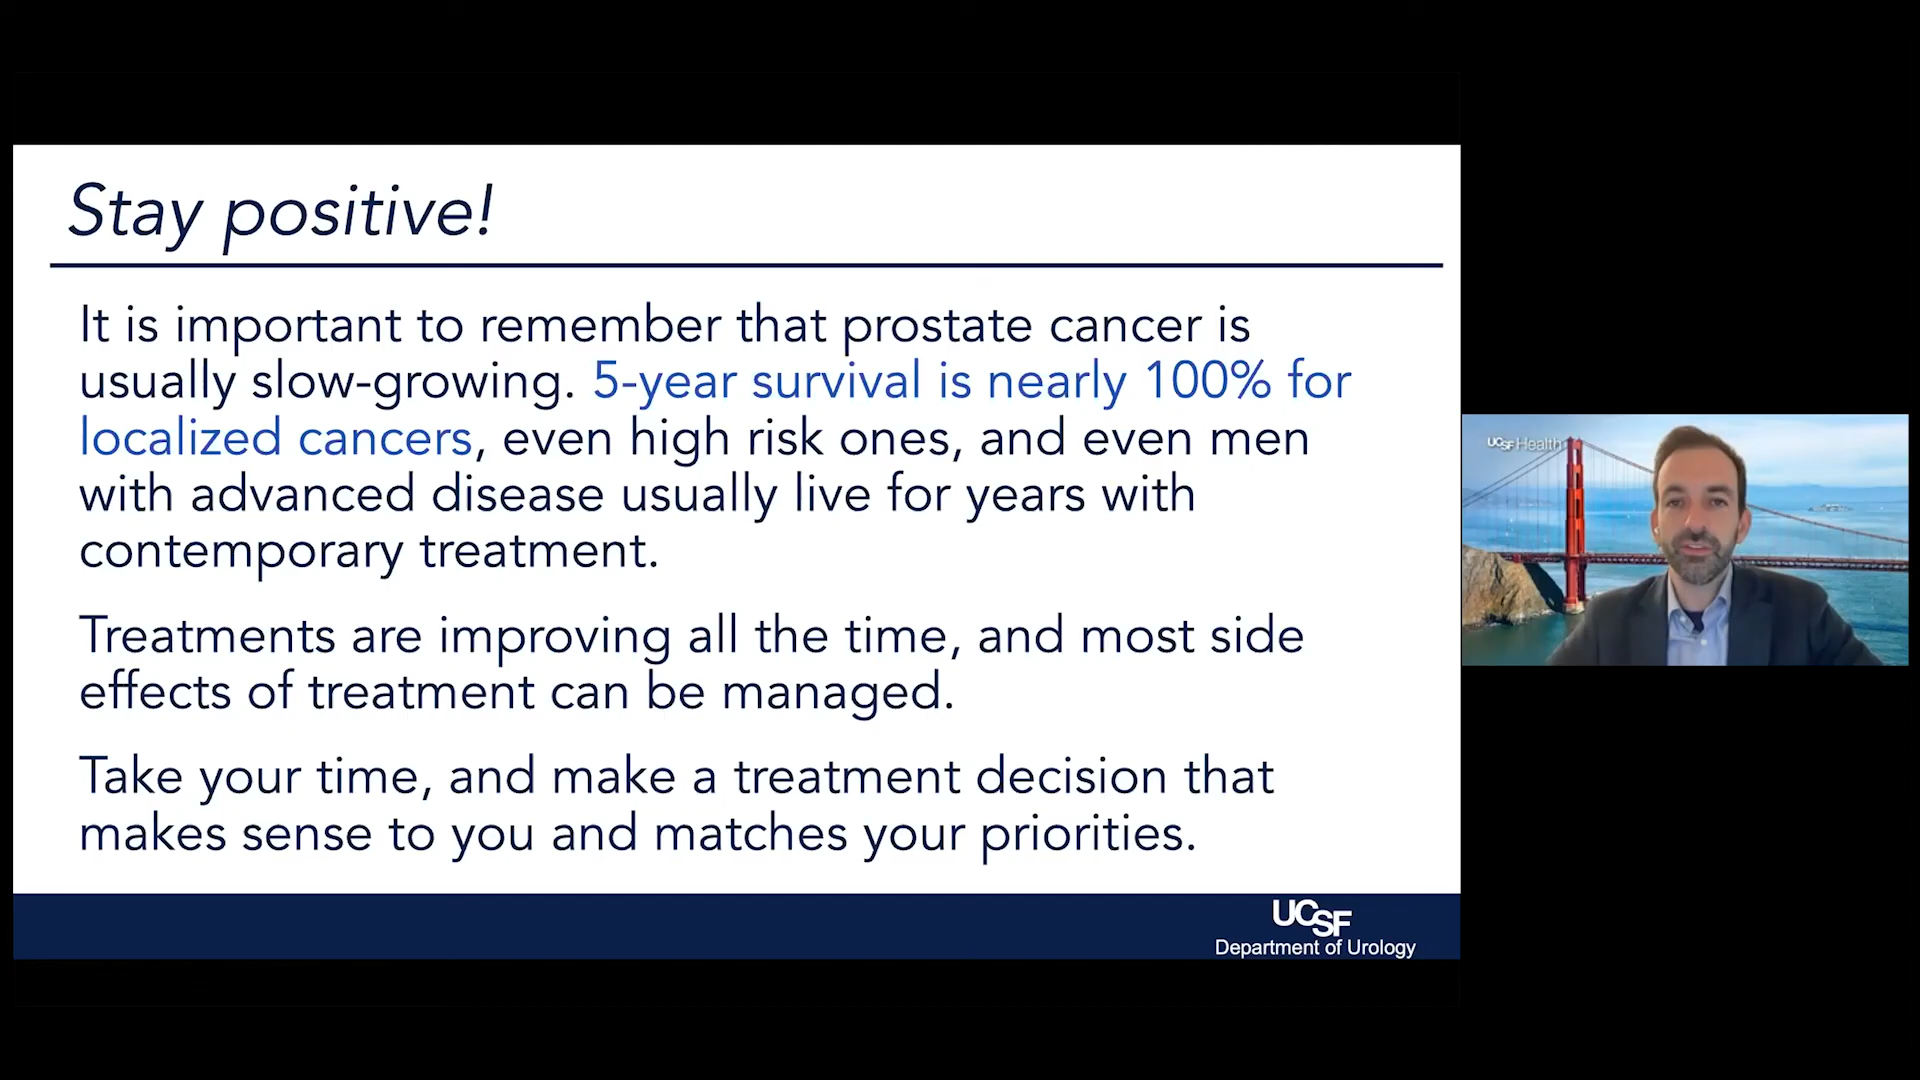 Stay positive!
It is important to remember that prostate cancer is
usually slow-growing. 5-year survival is nearly 100% for
localized cancers, even high risk ones, and even men
with advanced disease usually live for years with
contemporary treatment.
Treatments are improving all the time, and most side
effects of treatment can be managed.
Take your time, and make a treatment decision that
makes sense to you and matches your priorities.
UCSF
Department of Urology
UCSF Health